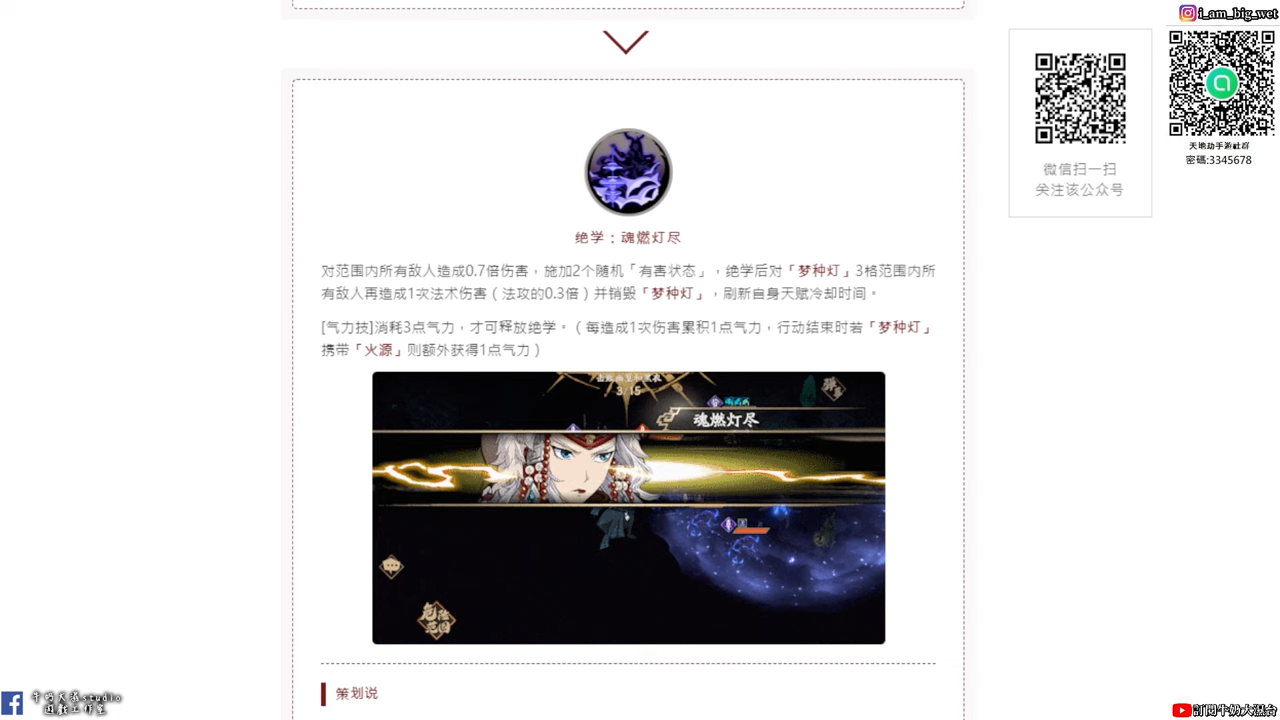 i_am_big_wet
天地劫手游社群
密碼:3345678
微信扫一扫
关注该公众号
绝学：魂燃灯尽
对范围内所有敌人造成0.7倍伤害，施加2个随机「有害状态」，绝学后对「梦种灯」3格范围内所
有敌人再造成1次法术伤害（法攻的0.3倍）并销毁「梦种灯」，刷新自身天赋冷却时间。
[气力技]消耗3点气力，才可释放绝学。（每造成1次伤害累积1点气力，行动结束时若「梦种灯」
携带「火源」则额外获得1点气力）
3/15
魂燃灯尽
策划说
牛奶大濕studio
遊戲工作室
訂閱牛奶大濕台